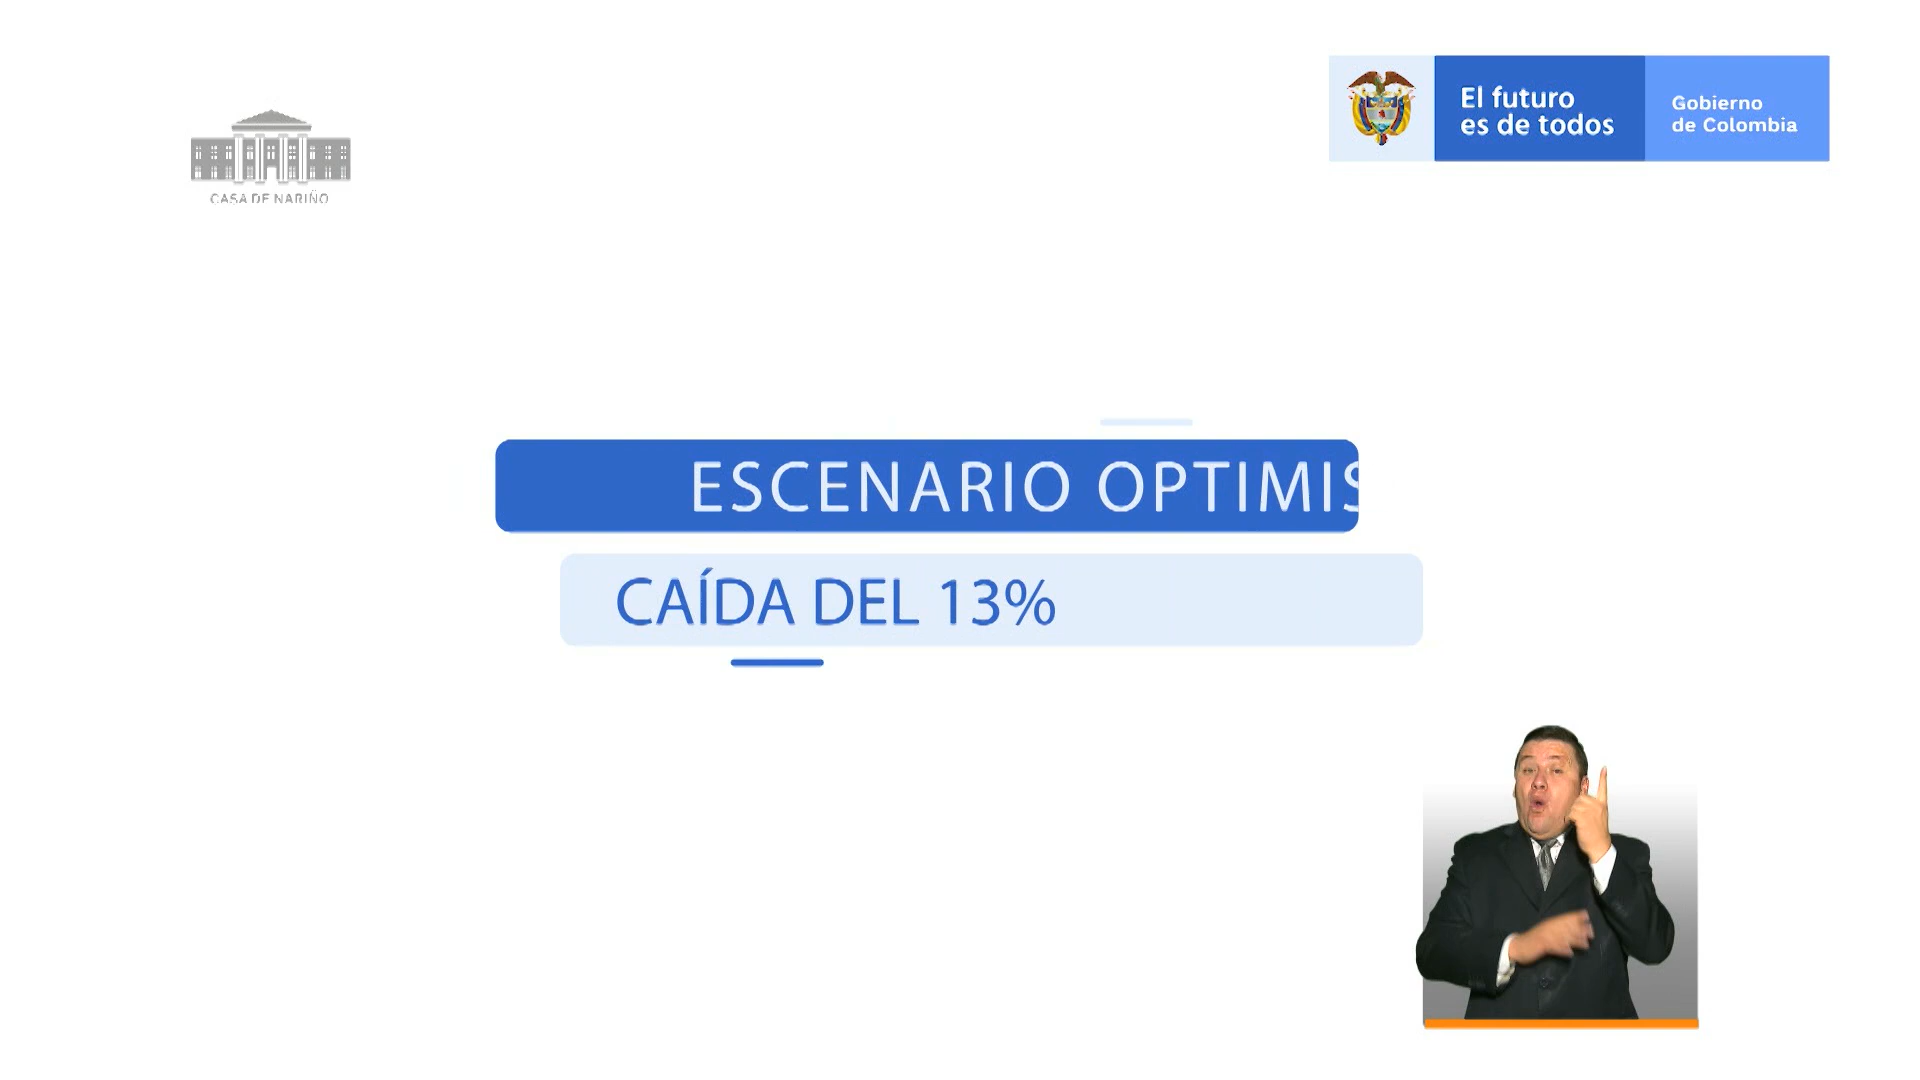 CASA DE NARIÑO
El futuro
es de todos
Gobierno
de Colombia
ESCENARIO OPTIMIS
CAÍDA DEL 13%